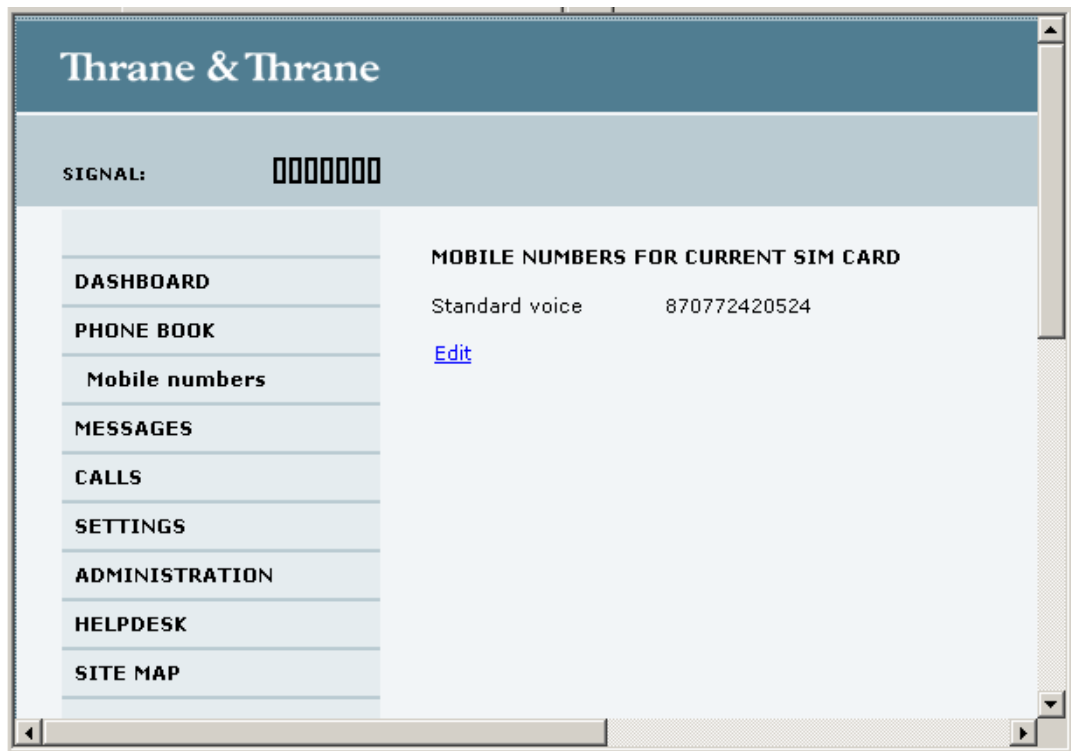 Thrane & Thrane
SIGNAL:
DASHBOARD
PHONE BOOK
Mobile numbers
MESSAGES
CALLS
SETTINGS
ADMINISTRATION
HELPDESK
SITE MAP
MOBILE NUMBERS FOR CURRENT SIM CARD
Standard voice 870772420524
Edit